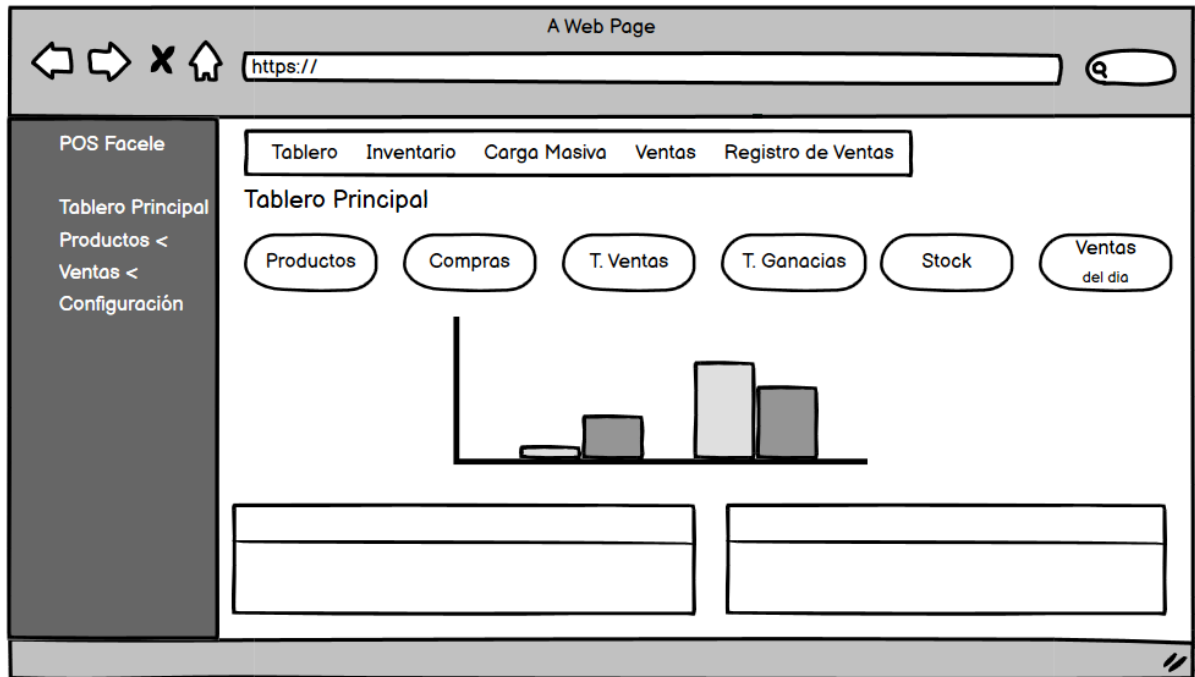 A Web Page
https://
POS Facele
Tablero Principal
Productos <
Ventas <
Configuración
Tablero Inventario Carga Masiva Ventas Registro de Ventas
Tablero Principal
Productos Compras T. Ventas T. Ganacias Stock Ventas
del dia